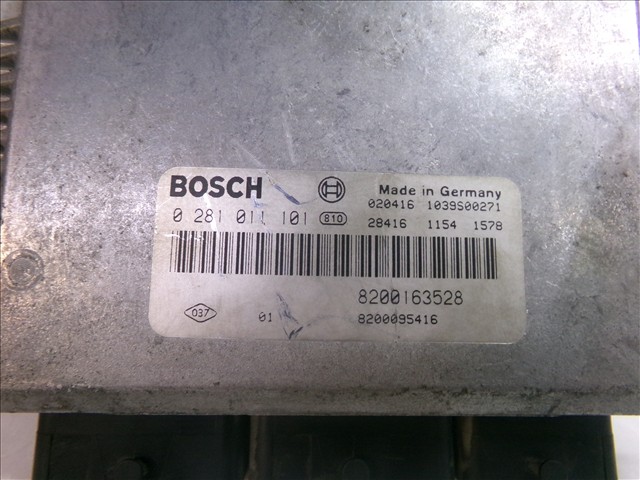 BOSCH Made in Germany
020416 1039S00271
0 281 011 101 810 28416 1154 1578
8200163528
037 01 8200095416